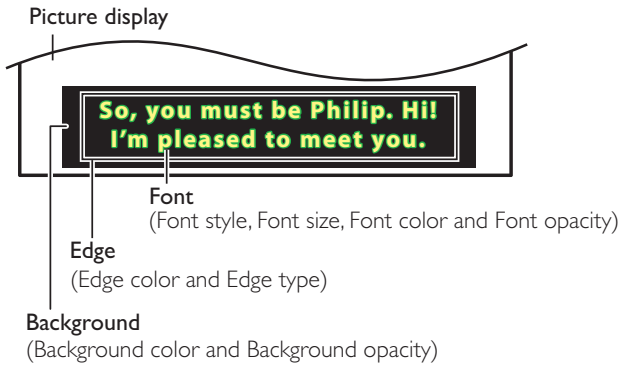 Picture display
So, you must be Philip. Hi!
I'm pleased to meet you.
Font
(Font style, Font size, Font color and Font opacity)
Edge
(Edge color and Edge type)
Background
(Background color and Background opacity)